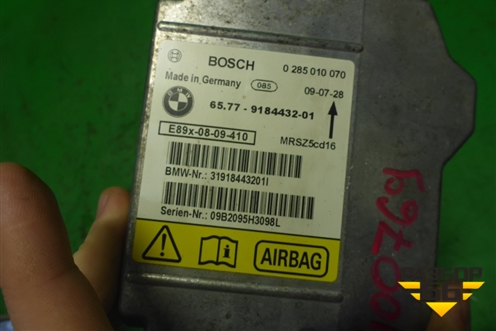 BOSCH
0 285 010 070
Made in Germany
085
09-07-28
BMW
65.77 - 9184432-01
E89x-08-09-410
MRSZ5cd16
BMW-Nr.: 31918443201I
Serien-Nr.: 09B2095H3098L
AIRBAG